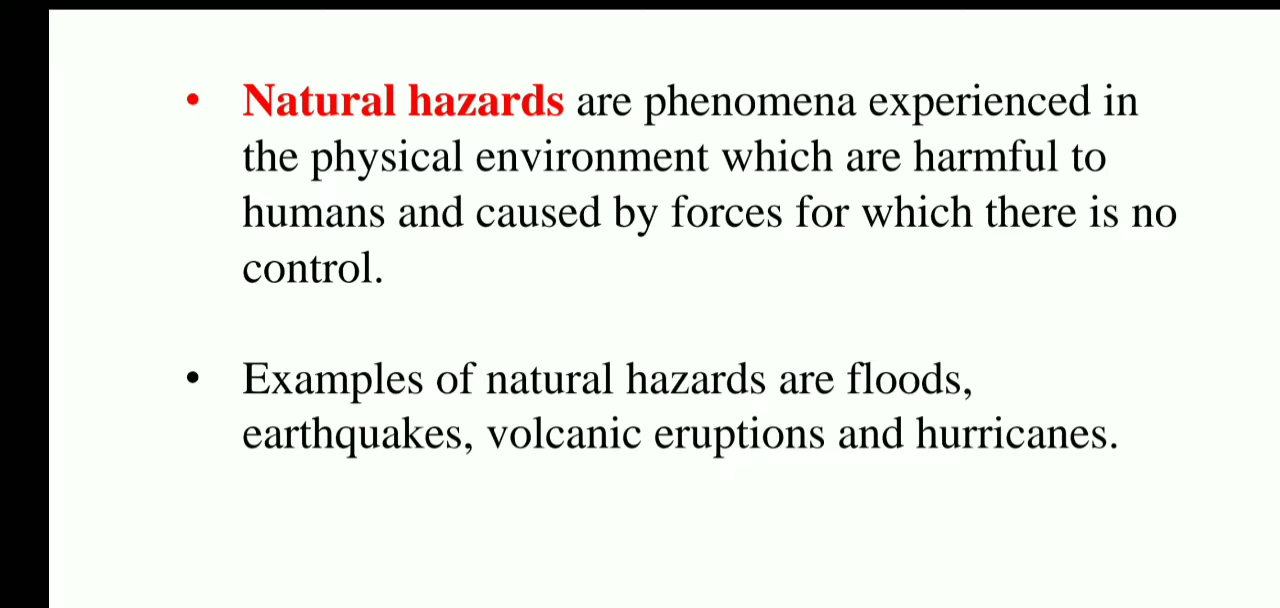 • Natural hazards are phenomena experienced in
the physical environment which are harmful to
humans and caused by forces for which there is no
control.
• Examples of natural hazards are floods,
earthquakes, volcanic eruptions and hurricanes.